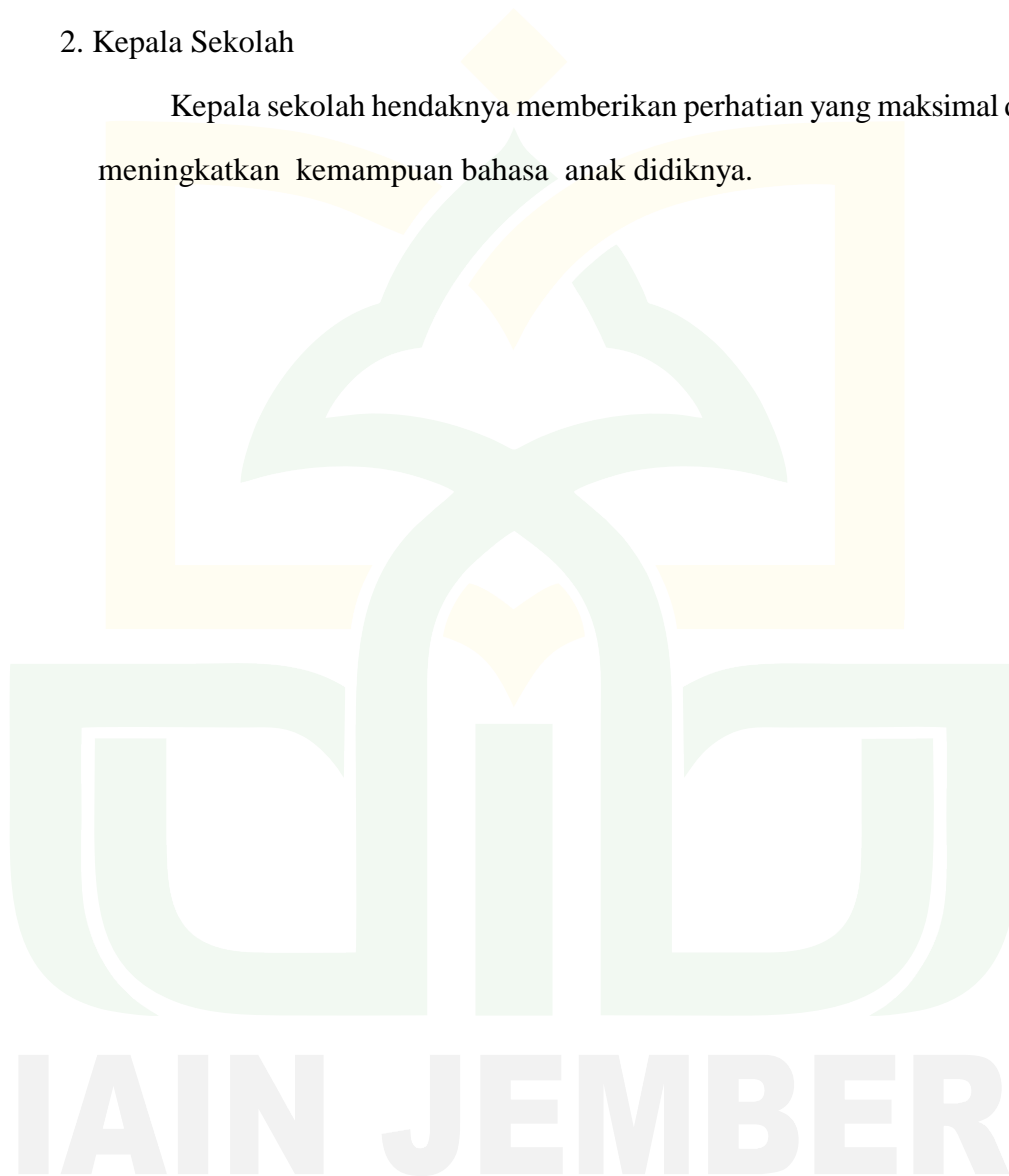 2. Kepala Sekolah
Kepala sekolah hendaknya memberikan perhatian yang maksimal
meningkatkan kemampuan bahasa anak didiknya.
IAIN JEMBER